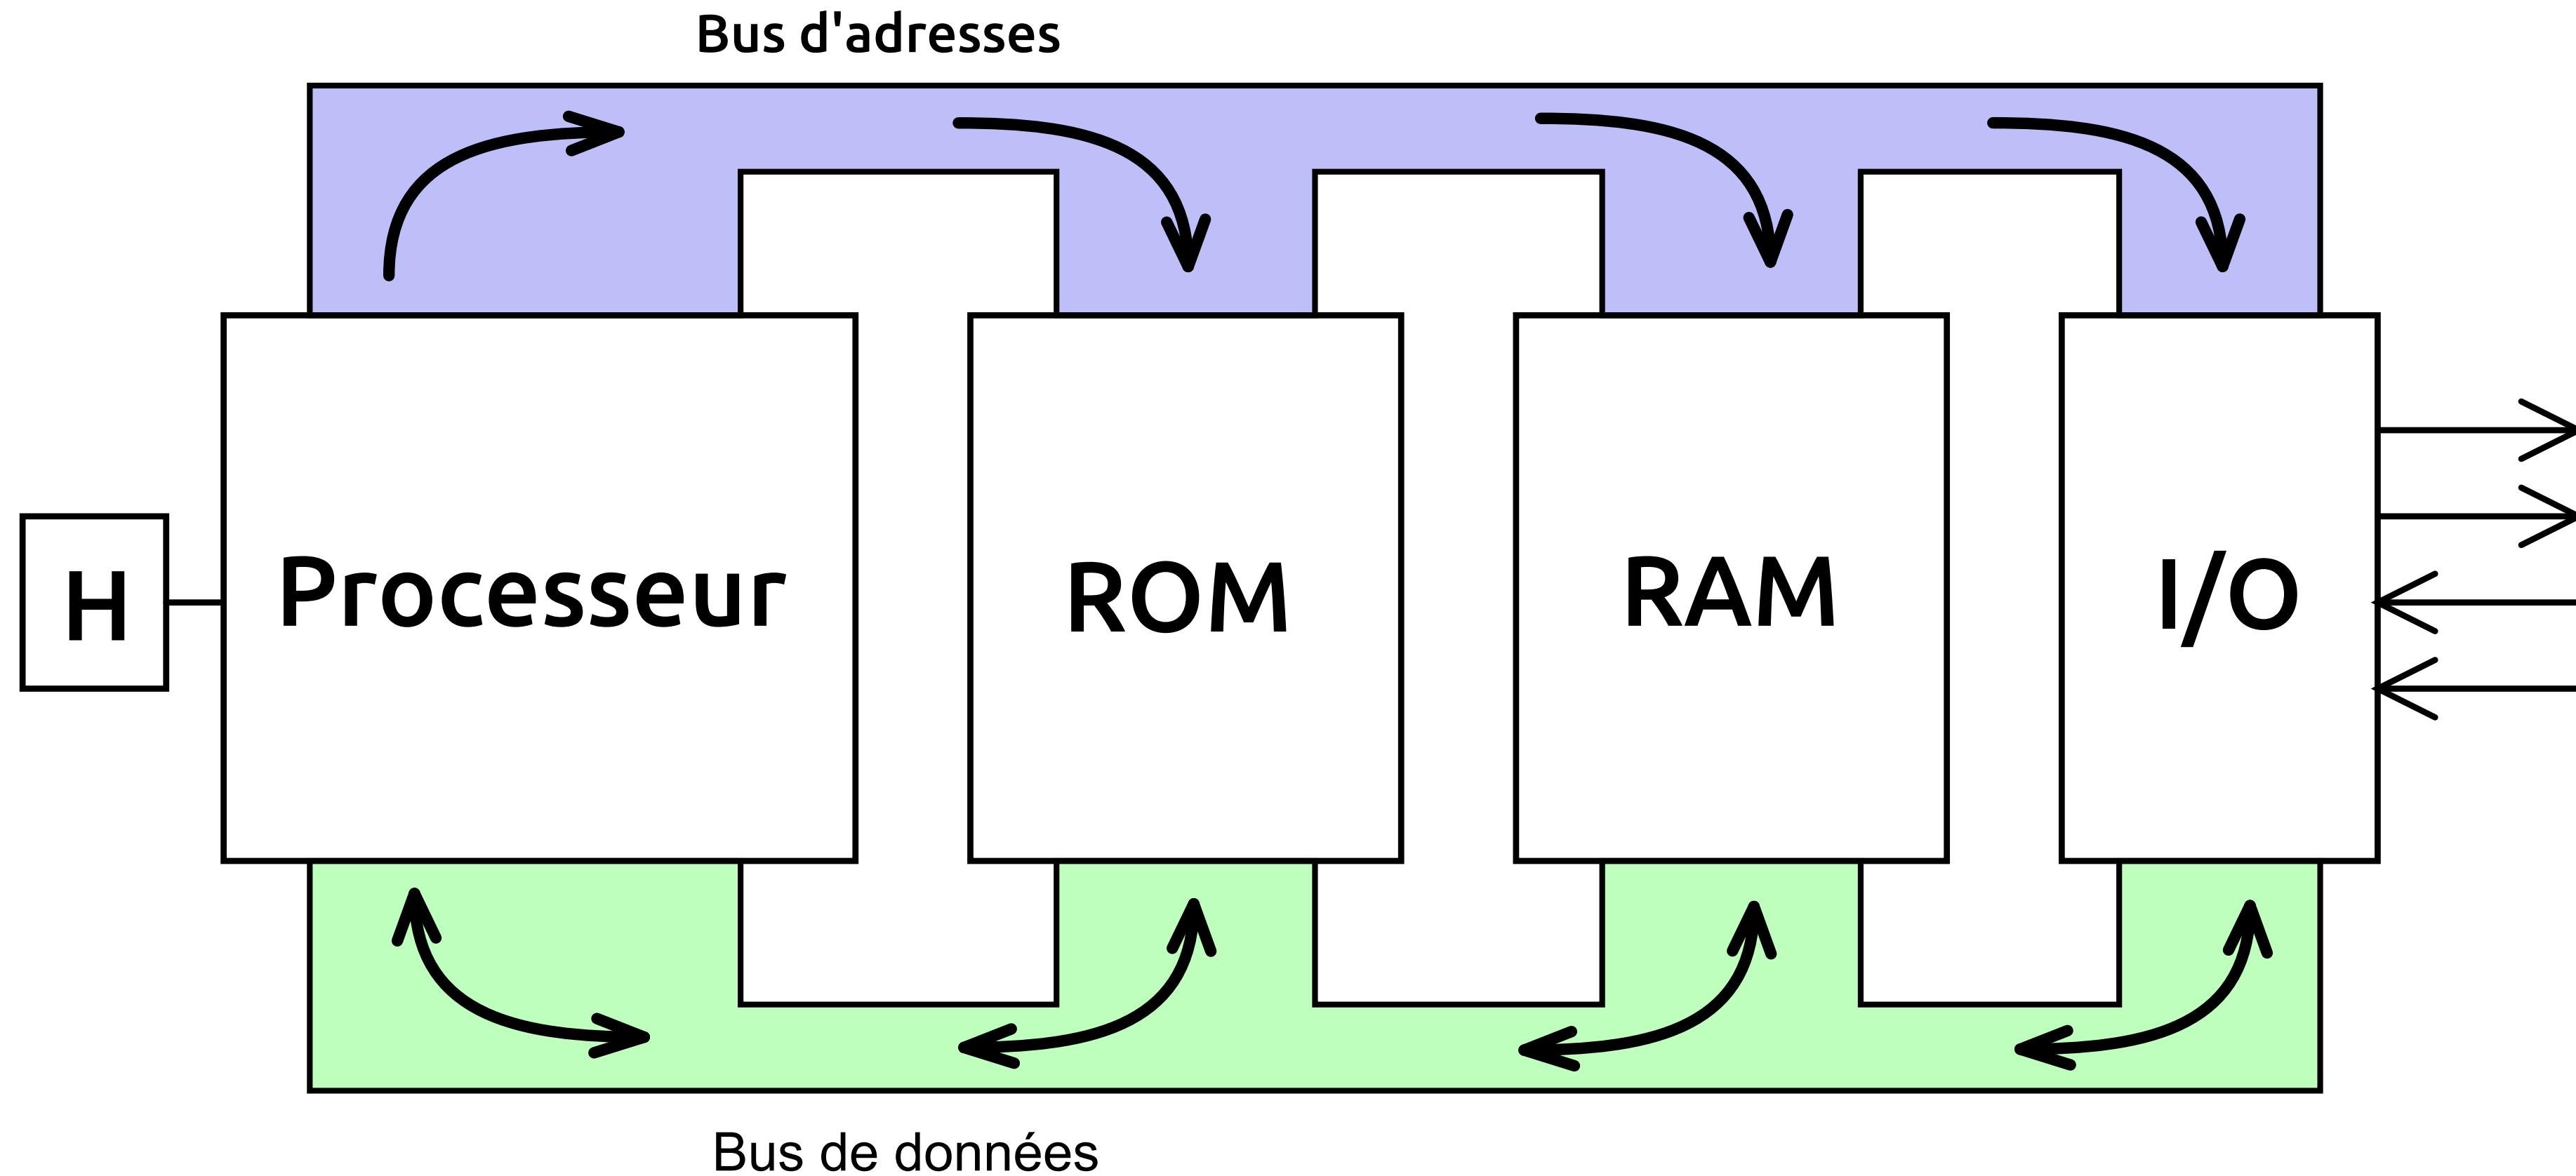 Bus d'adresses
H
Processeur
ROM
RAM
I/O
Bus de données